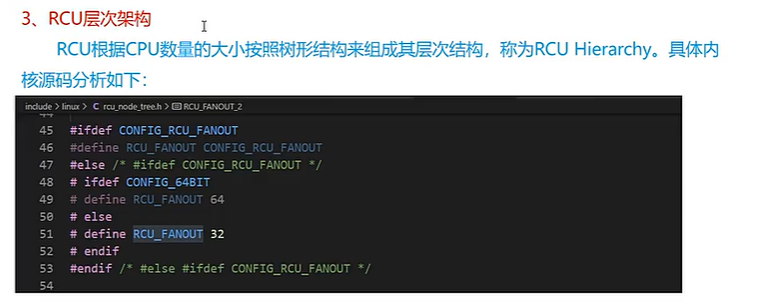 3、RCU层次架构
RCU根据CPU数量的大小按照树形结构来组成其层次结构，称为RCU Hierarchy。具体内
核源码分析如下：
include > linux > C rcu_node_tree.h > RCU_FANOUT_2
44
45 #ifdef CONFIG_RCU_FANOUT
46 #define RCU_FANOUT CONFIG_RCU_FANOUT
47 #else /* #ifdef CONFIG_RCU_FANOUT */
48 # ifdef CONFIG_64BIT
49 # define RCU_FANOUT 64
50 # else
51 # define RCU_FANOUT 32
52 # endif
53 #endif /* #else #ifdef CONFIG_RCU_FANOUT */
54